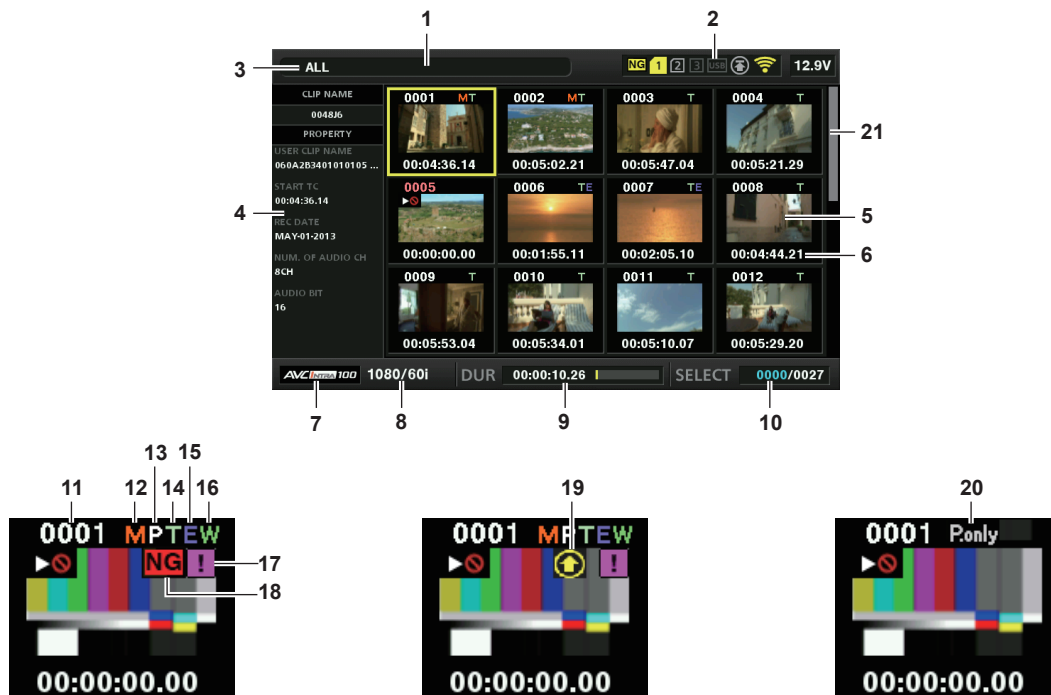 1
2
3 ALL NG 1 2 3 USB 12.9V
CLIP NAME
0048J6
PROPERTY
USER CLIP NAME
060A2B3401010105 ...
START TC
00:04:36.14
4
REC DATE
MAY-01-2013
NUM. OF AUDIO CH
8CH
AUDIO BIT
16
0001 MT 0002 MT 0003 T 0004 T
21
00:04:36.14 00:05:02.21 00:05:47.04 00:05:21.29
0005 0006 TE 0007 TE 0008 T
5
00:00:00.00 00:01:55.11 00:02:05.10 00:04:44.21 6
0009 T 0010 T 0011 T 0012 T
00:05:53.04 00:05:34.01 00:05:10.07 00:05:29.20
AVC INTRA 100 1080/60i DUR 00:00:10.26 SELECT 0000/0027
7 8 9 10
11 12 13 14 15 16
0001 MPTEW
NG !
17
18
00:00:00.00
19
0001 MPTEW
!
00:00:00.00
20
0001 P.only
00:00:00.00